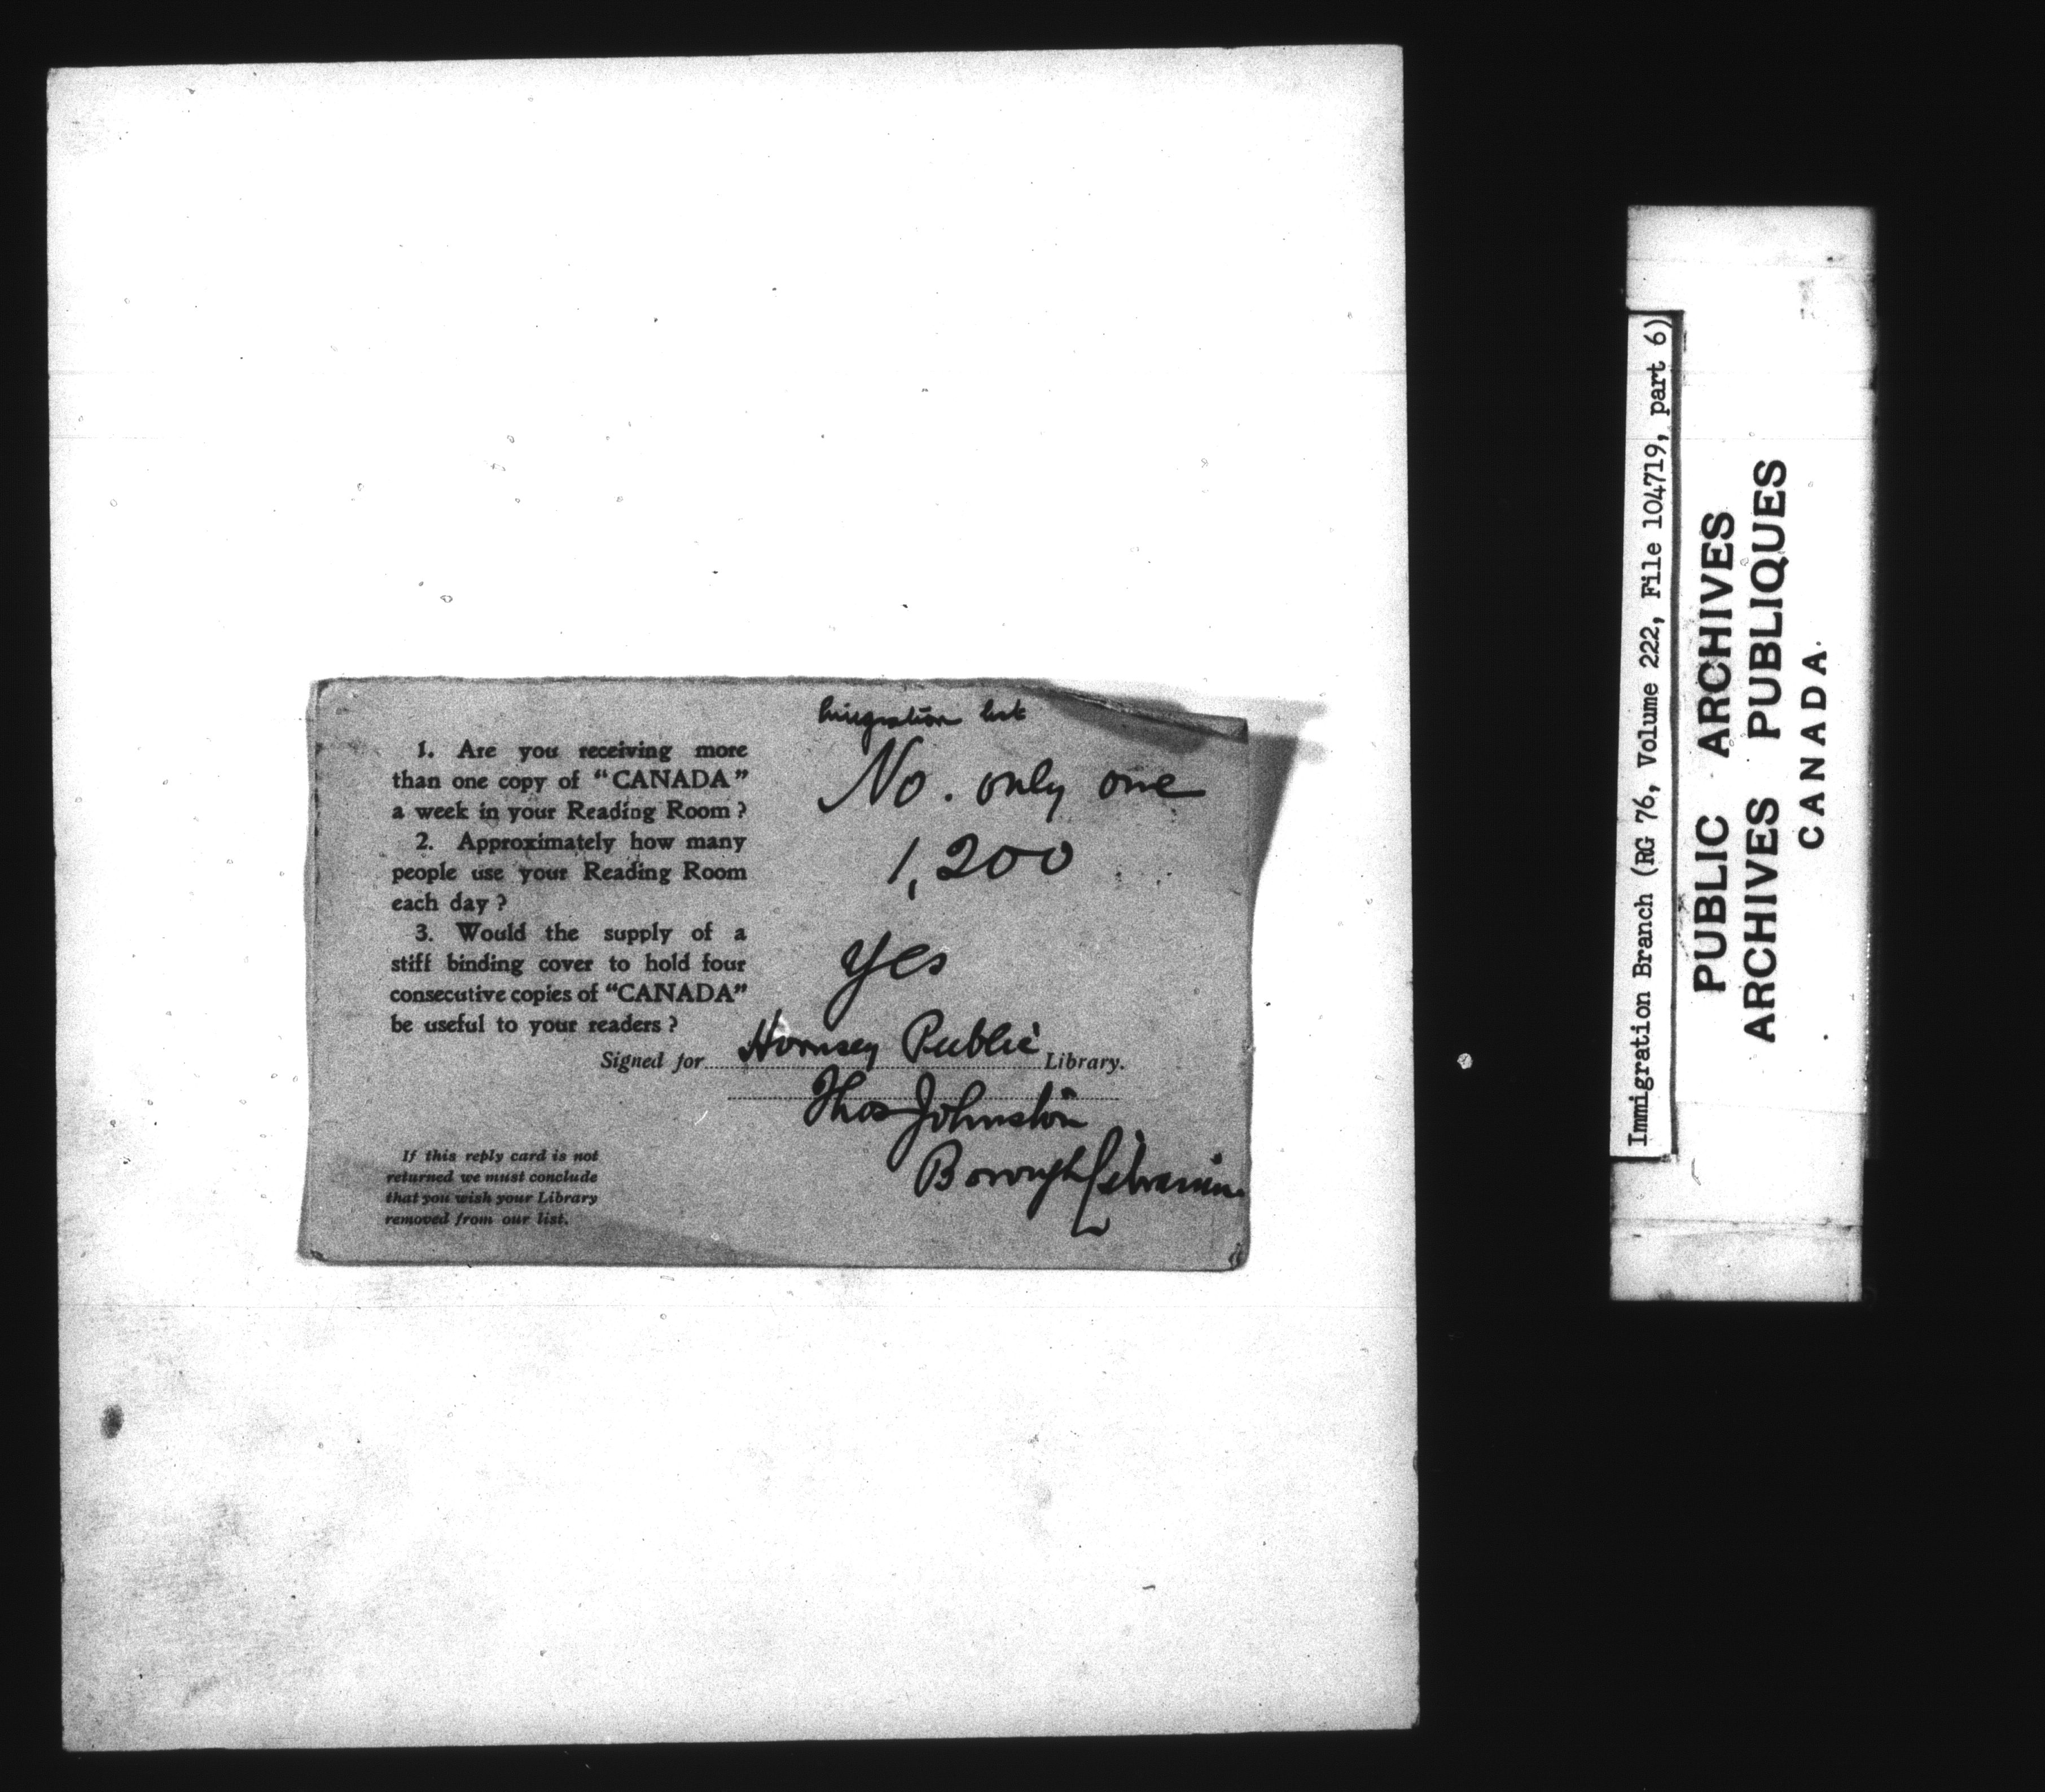 Immigration list
1. Are you receiving more
than one copy of “CANADA”
a week in your Reading Room?
No. only one
2. Approximately how many
people use your Reading Room
each day?
1,200
3. Would the supply of a
stiff binding cover to hold four
consecutive copies of “CANADA”
be useful to your readers?
Yes
Signed for Hornsey Public Library.
Thos Johnston
Borough Librarian
If this reply card is not
returned we must conclude
that you wish your Library
removed from our list.
Immigration Branch (RG 76, Volume 222, File 104719, part 6)
PUBLIC ARCHIVES
ARCHIVES PUBLIQUES
CANADA